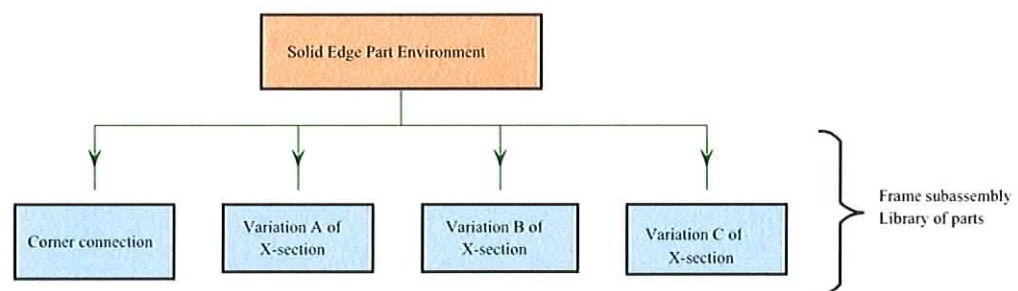 Solid Edge Part Environment
Corner connection
Variation A of
X-section
Variation B of
X-section
Variation C of
X-section
Frame subassembly
Library of parts